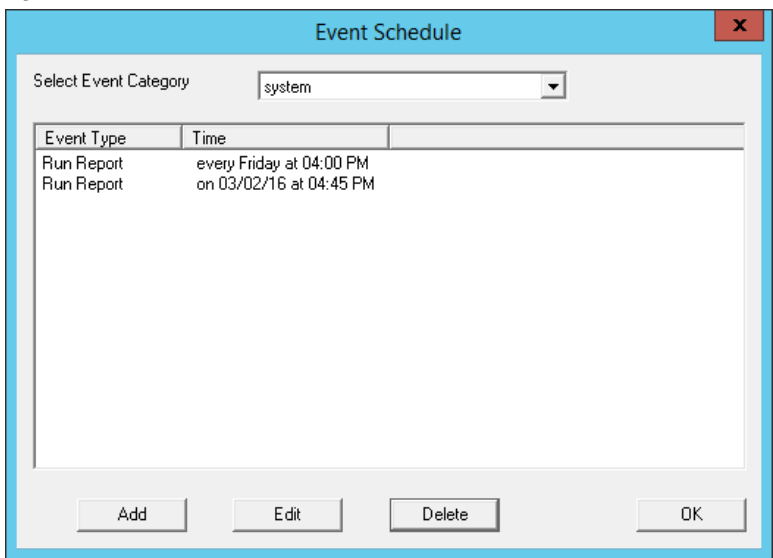 Event Schedule
x
Select Event Category system
Event Type Time
Run Report every Friday at 04:00 PM
Run Report on 03/02/16 at 04:45 PM
Add Edit Delete OK